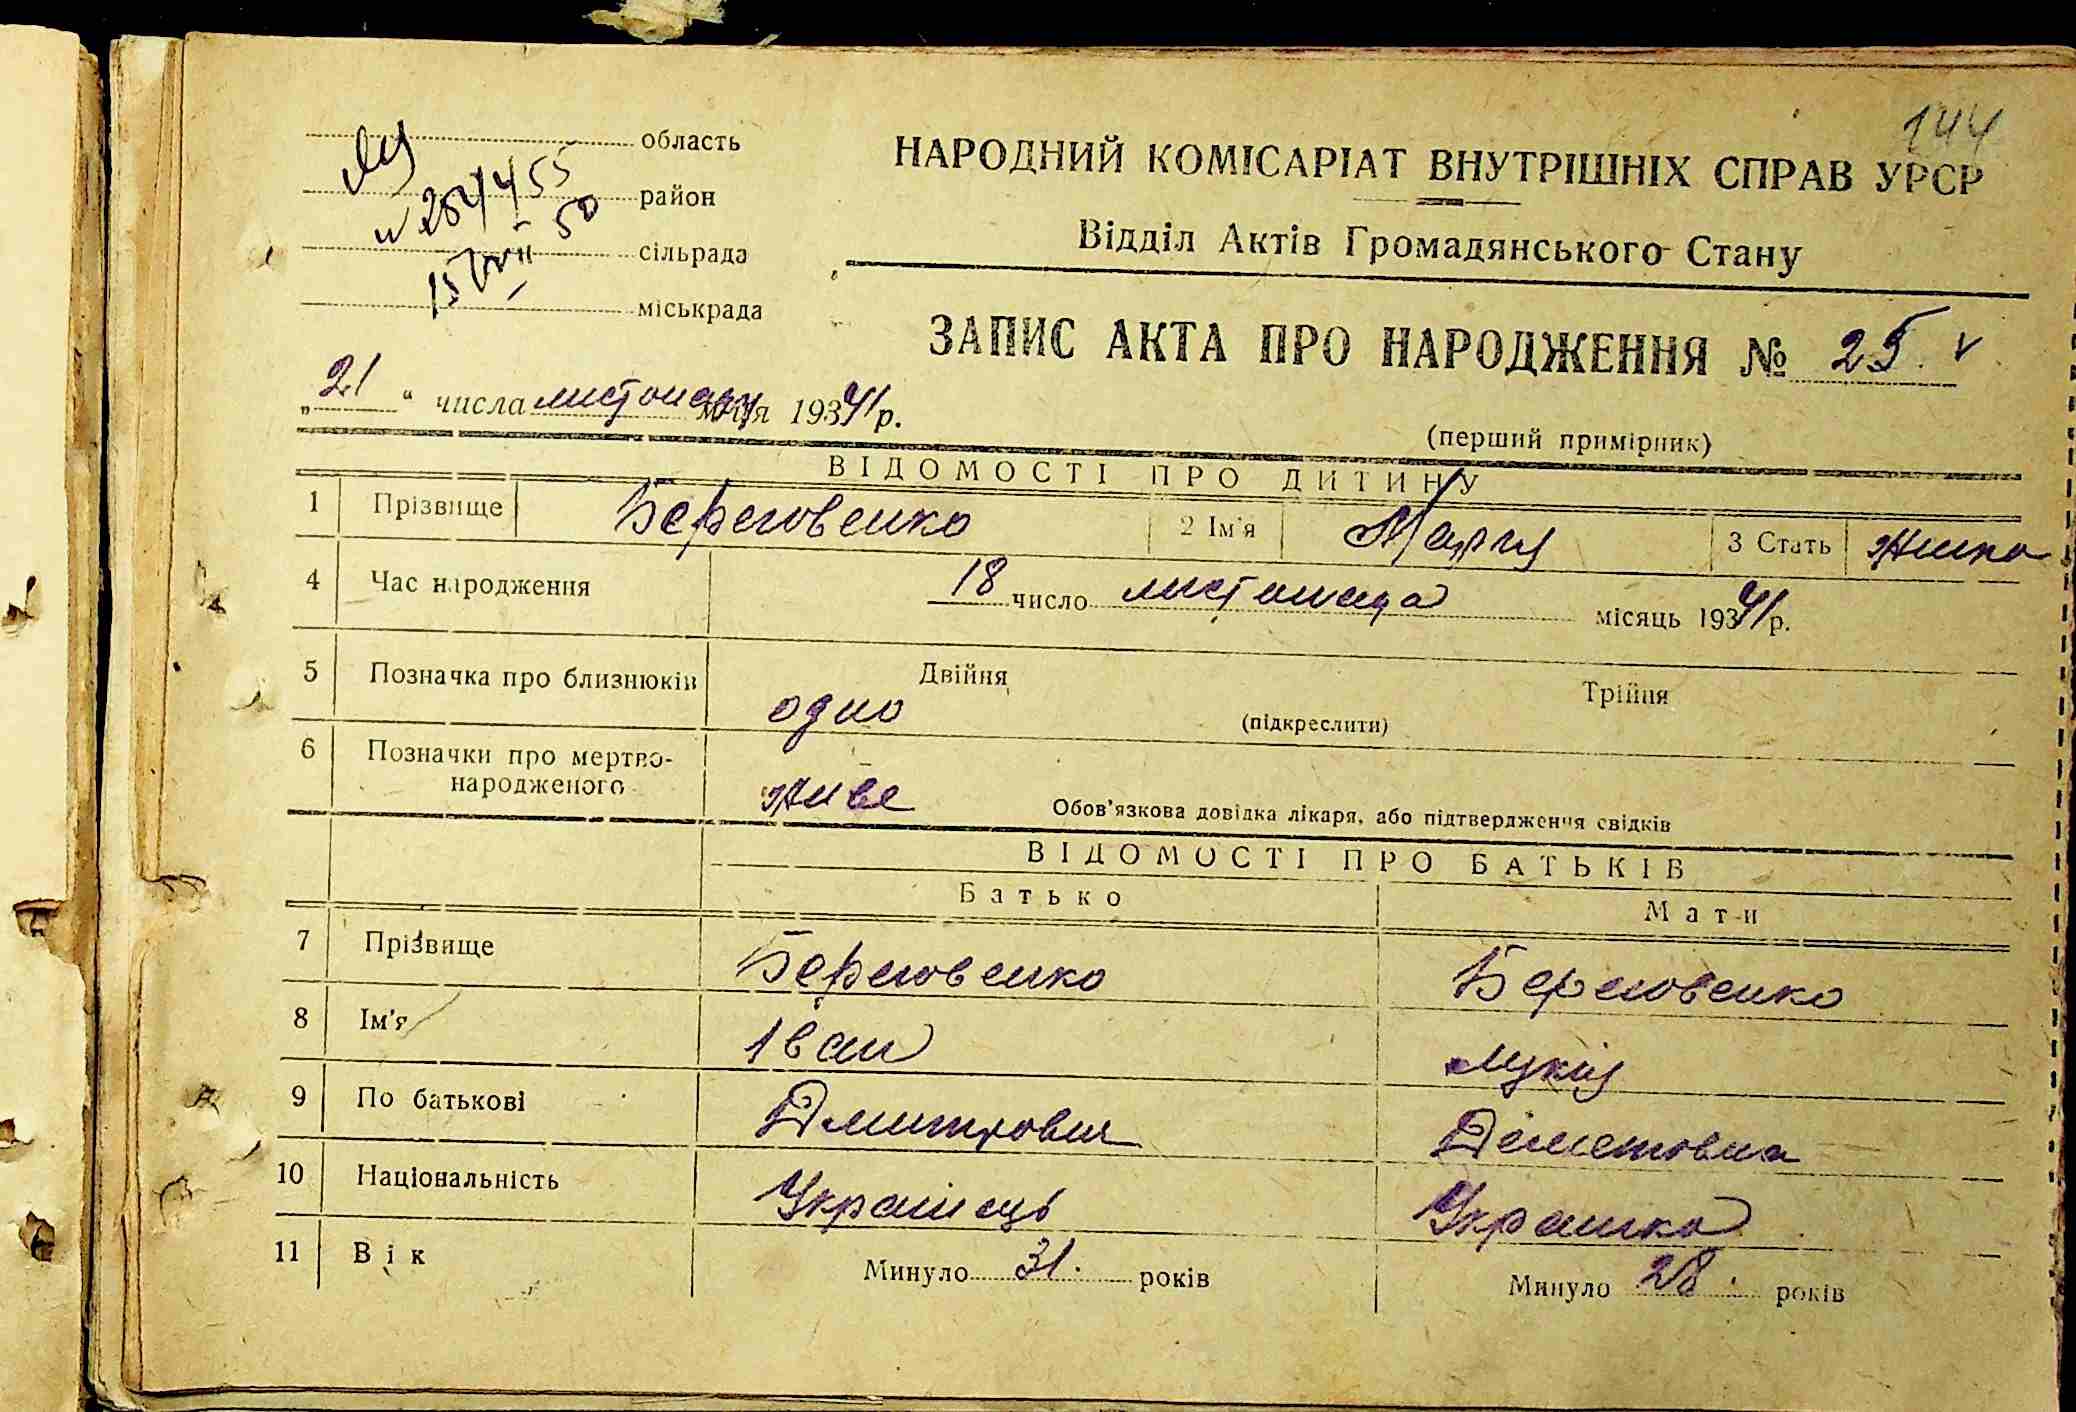 144
область
район
сільрада
міськрада
НАРОДНИЙ КОМІСАРІАТ ВНУТРІШНІХ СПРАВ УРСР
Відділ Актів Громадянського Стану
ЗАПИС АКТА ПРО НАРОДЖЕННЯ № 25
„21“ числа листопада м-ця 1941 р.
(перший примірник)
ВІДОМОСТІ ПРО ДИТИНУ
1 Прізвище Береговенко 2 Ім'я Марія 3 Стать жіноча
4 Час народження 18 число листопада місяць 1941 р.
5 Позначка про близнюків Двійня Трійня
одно (підкреслити)
6 Позначки про мертво-
народженого живе Обов'язкова довідка лікаря, або підтвердження свідків
ВІДОМОСТІ ПРО БАТЬКІВ
Батько Мати
7 Прізвище Береговенко Береговенко
8 Ім'я Іван Лукія
9 По батькові Дмитрович
10 Національність Українець Українка
11 Вік Минуло 31. років Минуло 28. років